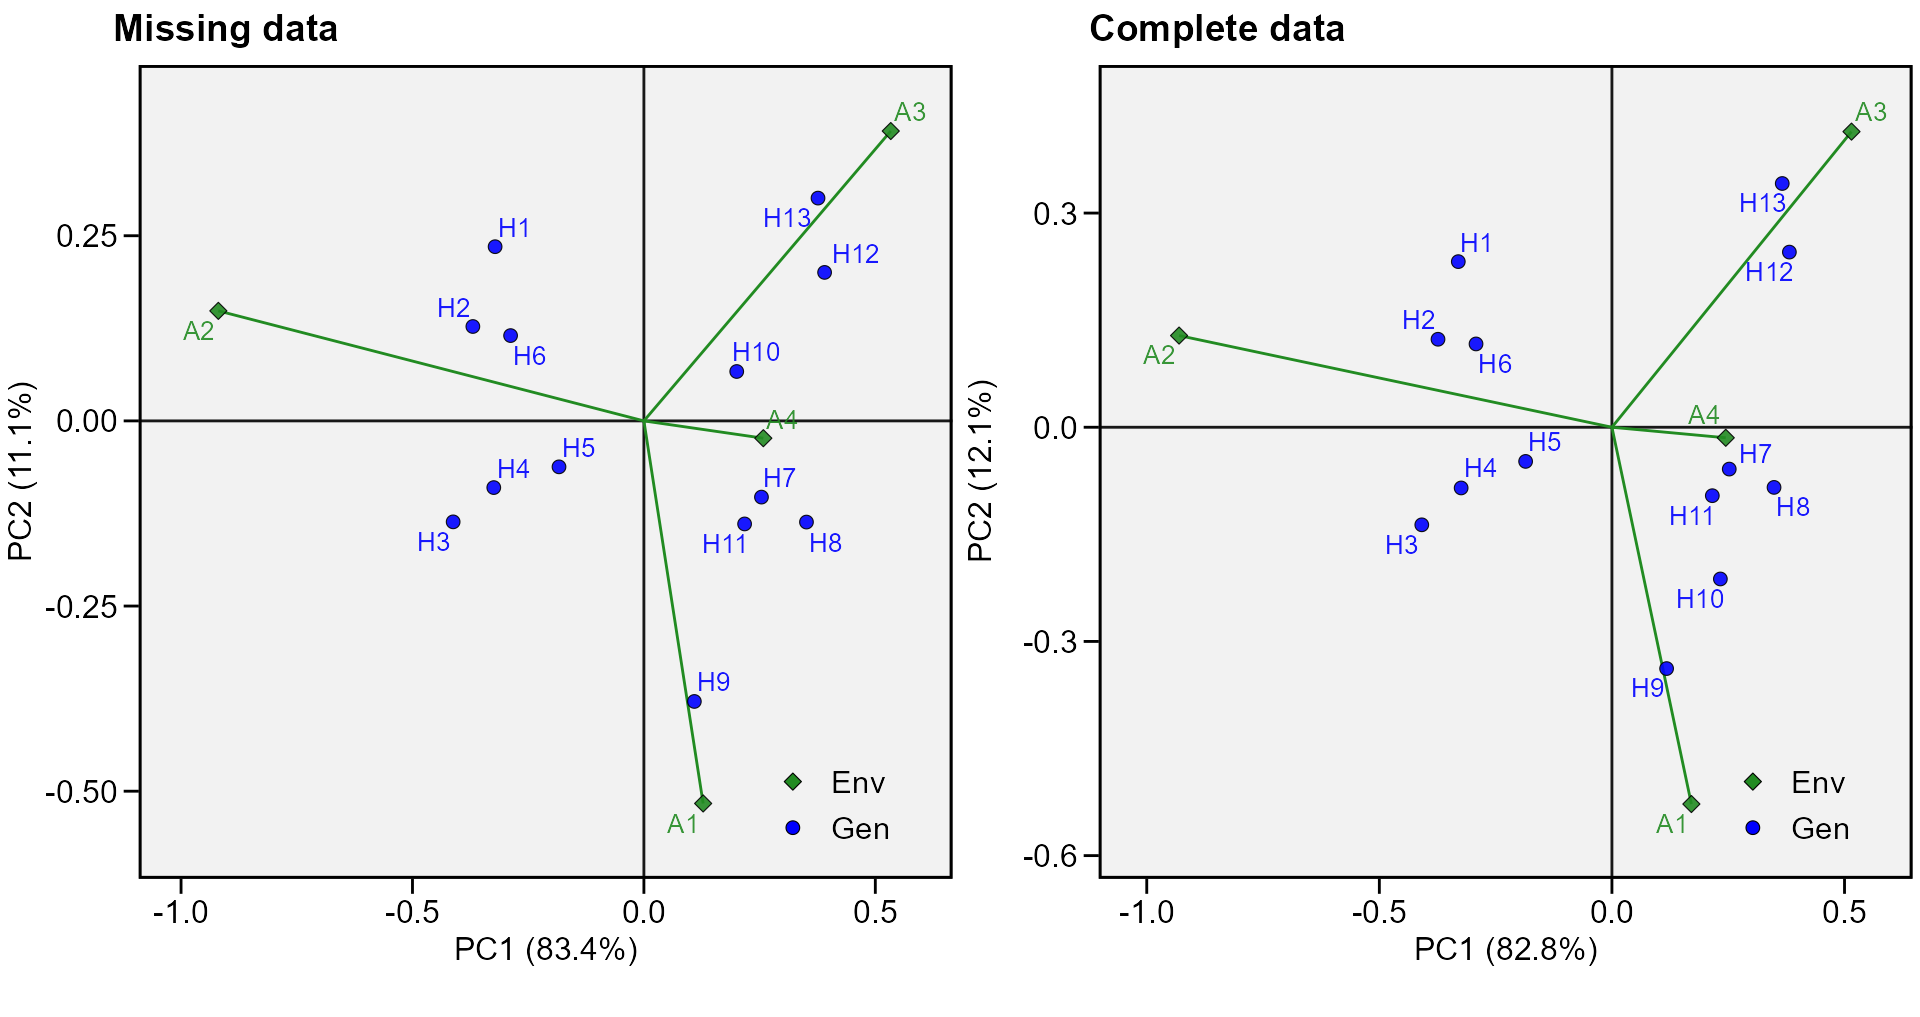 Missing data
A3
H13
H12
H1
H2
H6
A2
H10
A4
H5
H4
H3
H7
H11
H8
H9
A1
Env
Gen
0.25
0.00
-0.25
-0.50
-1.0
-0.5
0.0
0.5
PC1 (83.4%)
PC2 (11.1%)
Complete data
A3
H13
H12
H1
H2
H6
A2
A4
H5
H4
H3
H7
H8
H11
H10
H9
A1
Env
Gen
0.3
0.0
-0.3
-0.6
-1.0
-0.5
0.0
0.5
PC1 (82.8%)
PC2 (12.1%)